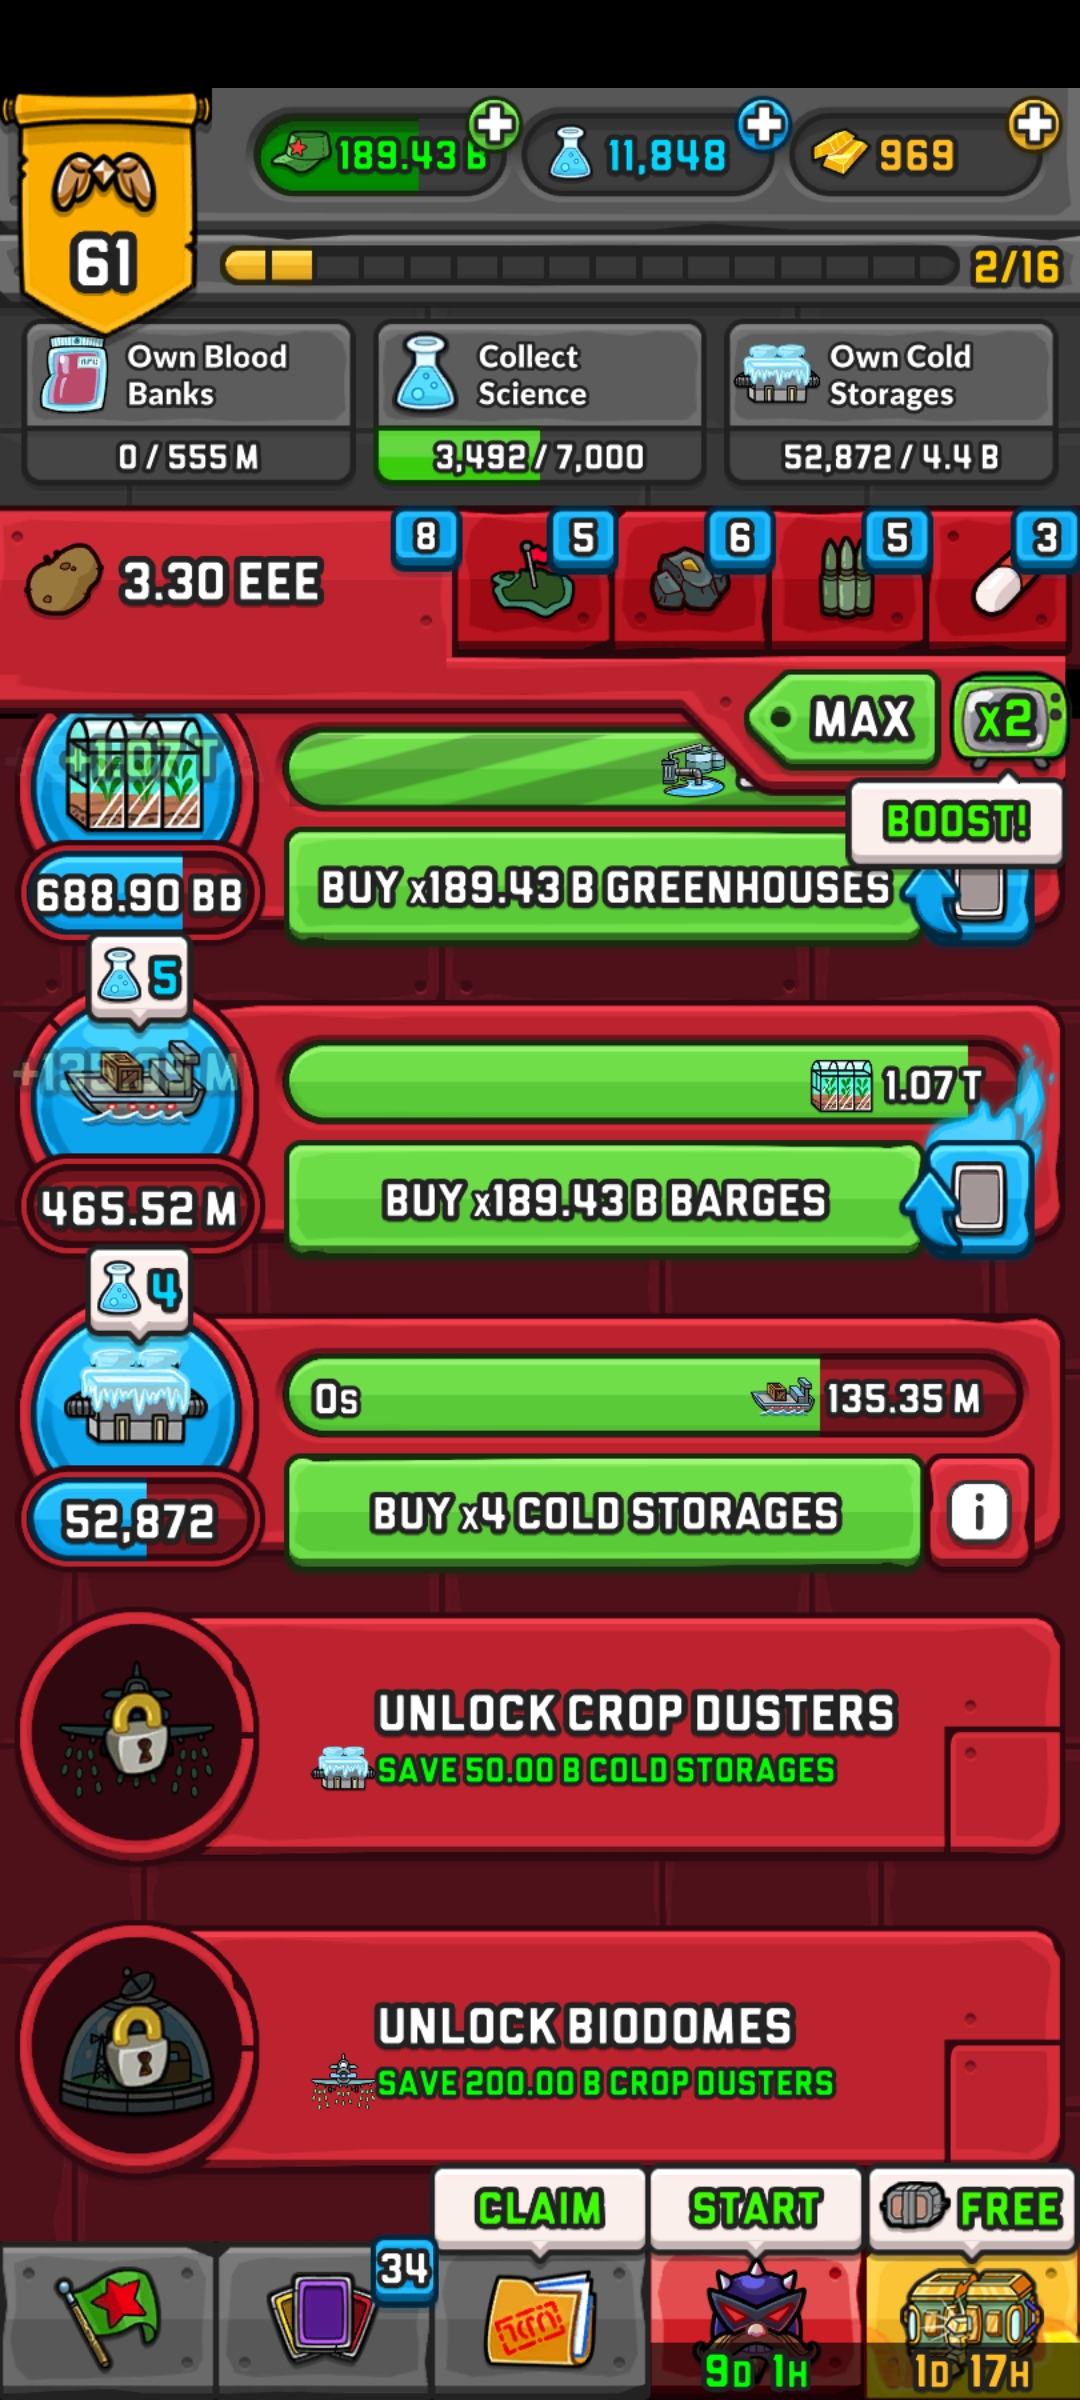 189.43 B
11,848
969
61
2/16
Own Blood
Banks
0 / 555 M
Collect
Science
3,492 / 7,000
Own Cold
Storages
52,872 / 4.4 B
3.30 EEE
8
5
6
5
3
MAX
x2
BOOST!
+1.07 T
688.90 BB
BUY x189.43 B GREENHOUSES
5
1.07 T
465.52 M
BUY x189.43 B BARGES
4
0s
135.35 M
52,872
BUY x4 COLD STORAGES
i
UNLOCK CROP DUSTERS
SAVE 50.00 B COLD STORAGES
UNLOCK BIODOMES
SAVE 200.00 B CROP DUSTERS
CLAIM
START
FREE
34
9D 1H
1D 17H